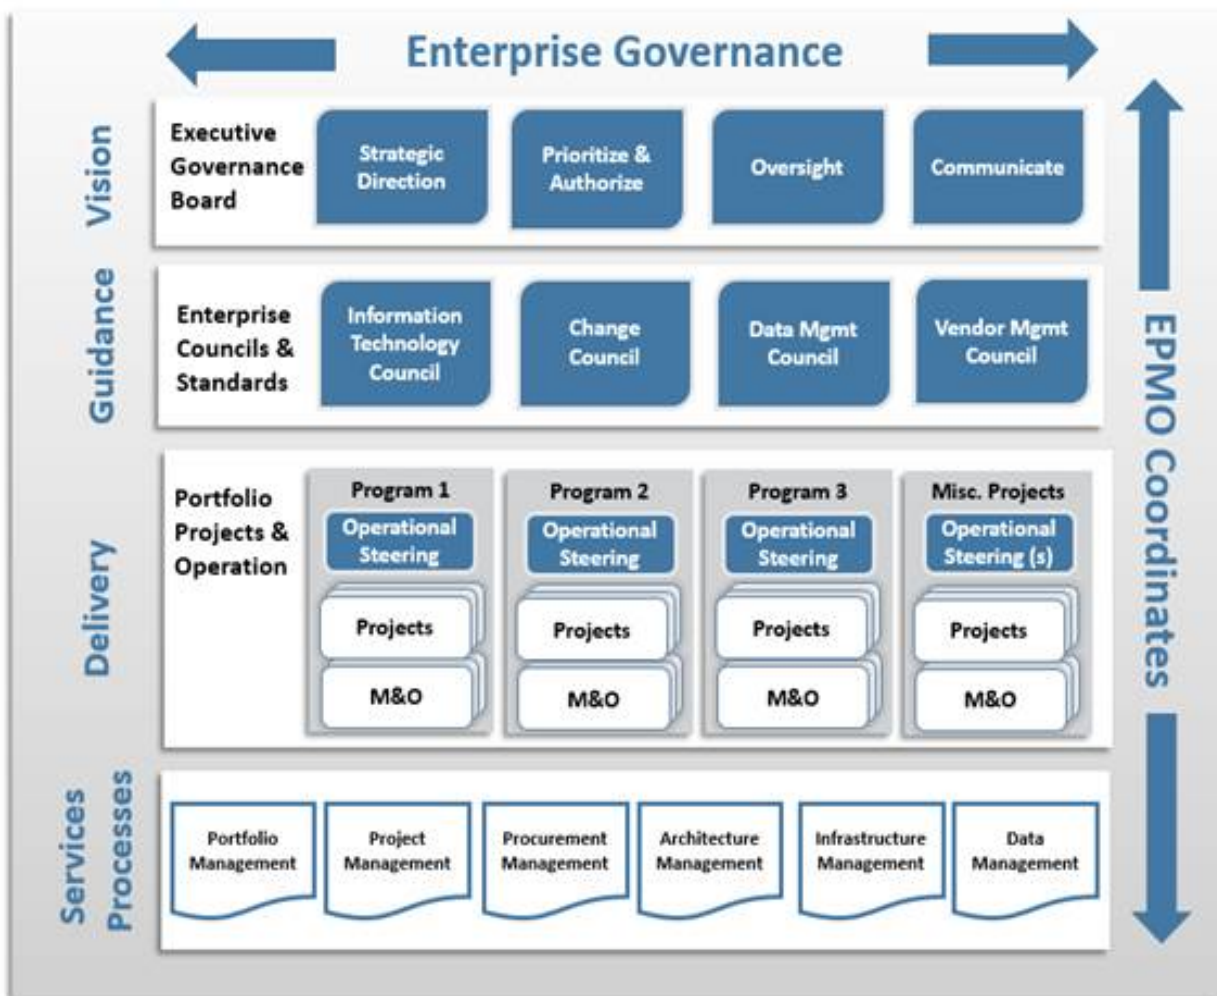 Enterprise Governance
Vision
Executive
Governance
Board
Strategic
Direction
Prioritize &
Authorize
Oversight
Communicate
Guidance
Enterprise
Councils &
Standards
Information
Technology
Council
Change
Council
Data Mgmt
Council
Vendor Mgmt
Council
Delivery
Portfolio
Projects &
Operation
Program 1
Operational
Steering
Projects
M&O
Program 2
Operational
Steering
Projects
M&O
Program 3
Operational
Steering
Projects
M&O
Misc. Projects
Operational
Steering (s)
Projects
M&O
Services
Processes
Portfolio
Management
Project
Management
Procurement
Management
Architecture
Management
Infrastructure
Management
Data
Management
EPMO Coordinates